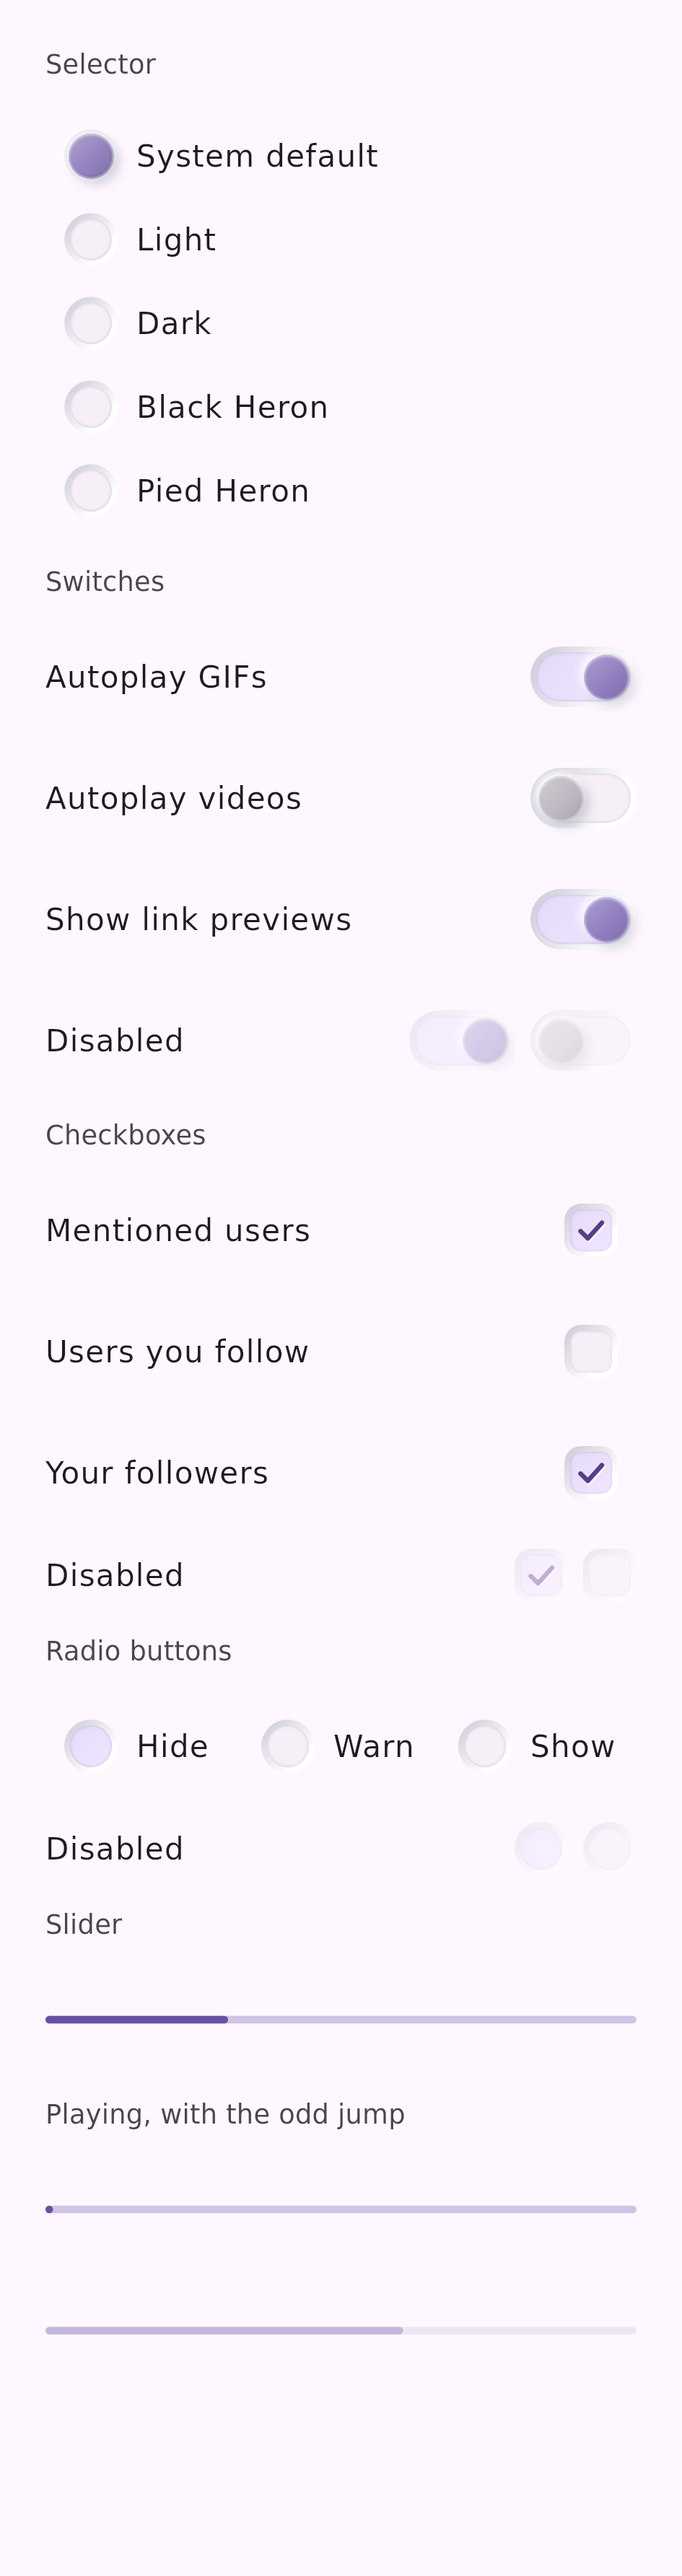 Selector
System default
Light
Dark
Black Heron
Pied Heron
Switches
Autoplay GIFs
Autoplay videos
Show link previews
Disabled
Checkboxes
Mentioned users
Users you follow
Your followers
Disabled
Radio buttons
Hide Warn Show
Disabled
Slider
Playing, with the odd jump